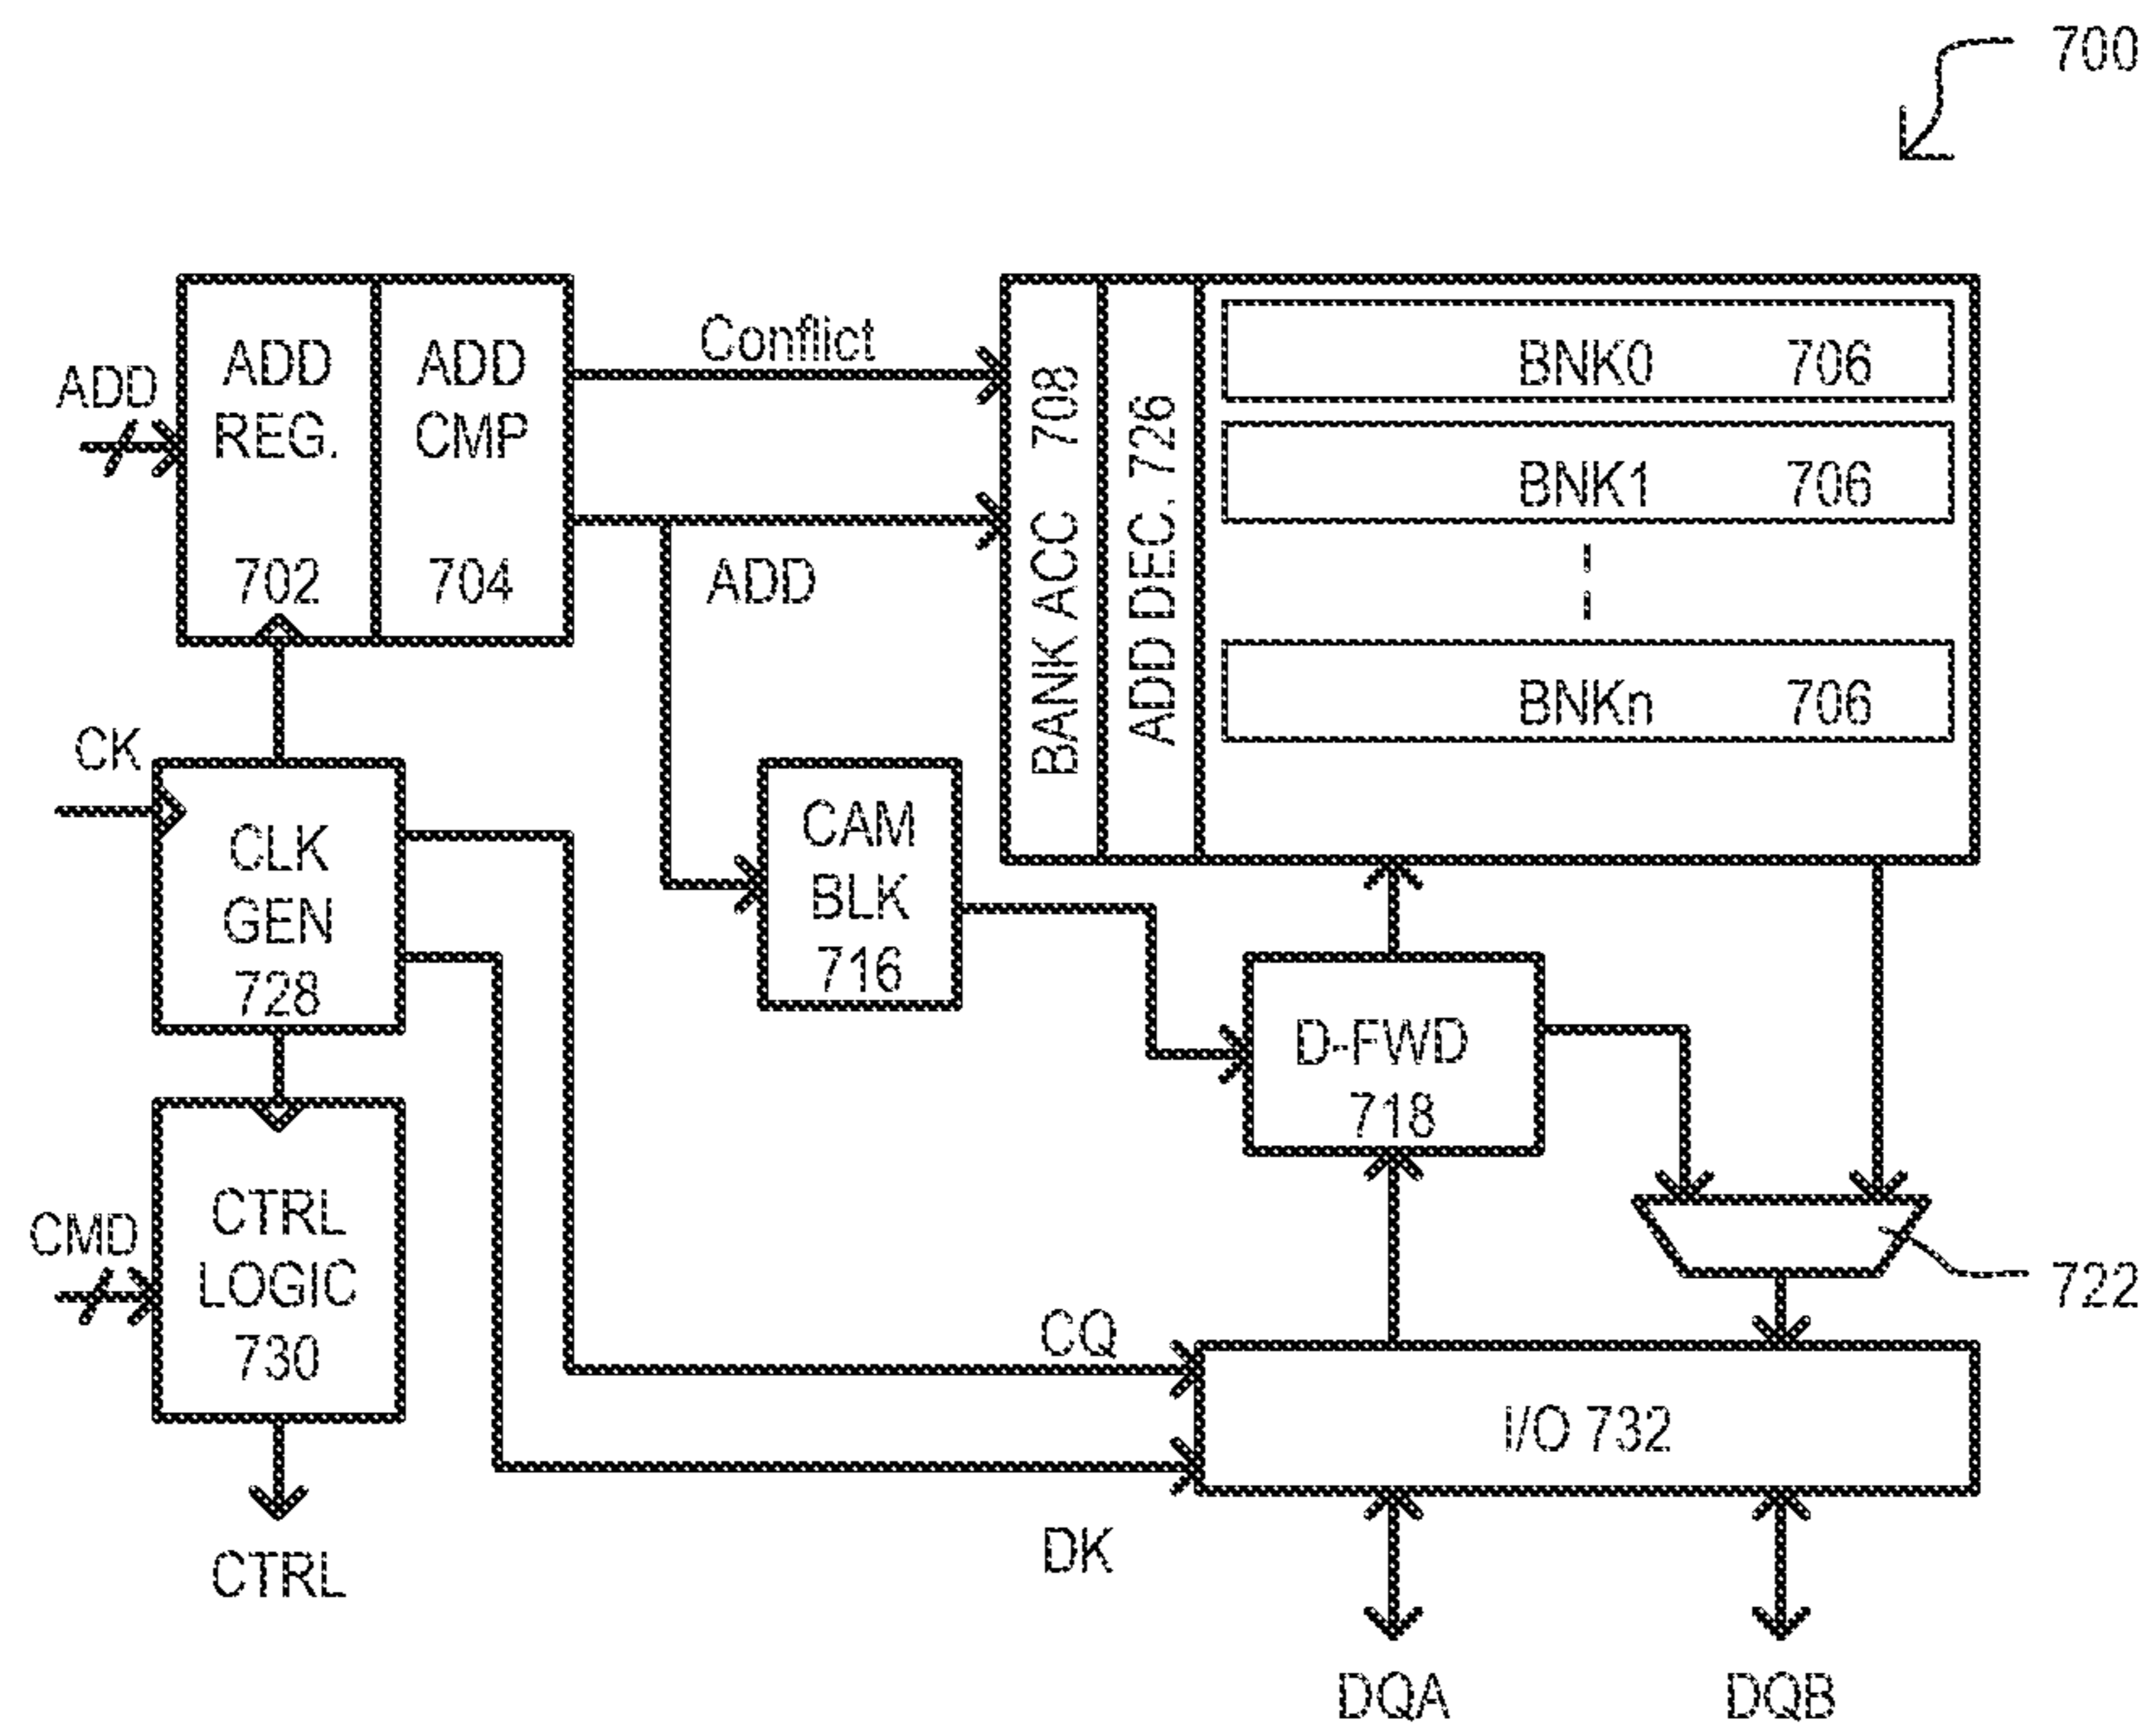 700
ADD
ADD
REG.
702
ADD
CMP
704
Conflict
ADD
BANK ACC 708
ADD DEC. 726
BNK0 706
BNK1 706
BNKn 706
CK
CLK
GEN
728
CAM
BLK
716
D-FWD
718
CMD
CTRL
LOGIC
730
722
CQ
I/O 732
DK
CTRL
DQA
DQB